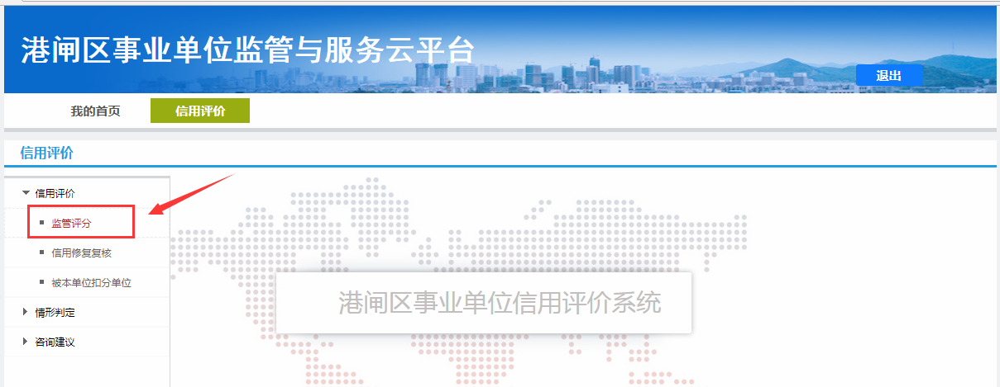 港闸区事业单位监管与服务云平台
退出
我的首页
信用评价
信用评价
信用评价
监管评分
信用修复复核
被本单位扣分单位
情形判定
咨询建议
港闸区事业单位信用评价系统